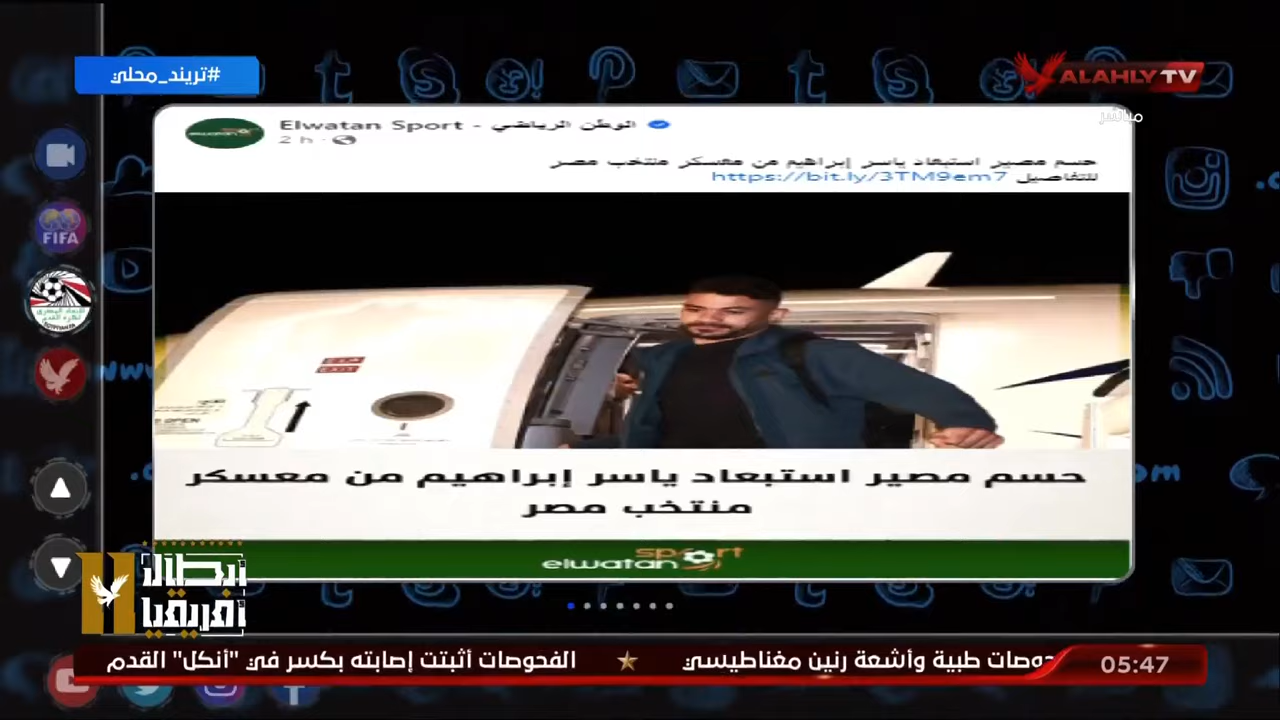 #تريند_محلي
ALAHLY TV
مباشر
Elwatan Sport - الوطن الرياضي
2 h
حسم مصير استبعاد ياسر إبراهيم من معسكر منتخب مصر
للتفاصيل https://bit.ly/3TM9em7
FIFA
EXIT
حسم مصير استبعاد ياسر إبراهيم من معسكر
منتخب مصر
elwatan sport
أبطال
أفريقيا
وحوصات طبية وأشعة رنين مغناطيسي
الفحوصات أثبتت إصابته بكسر في "أنكل" القدم
05:47